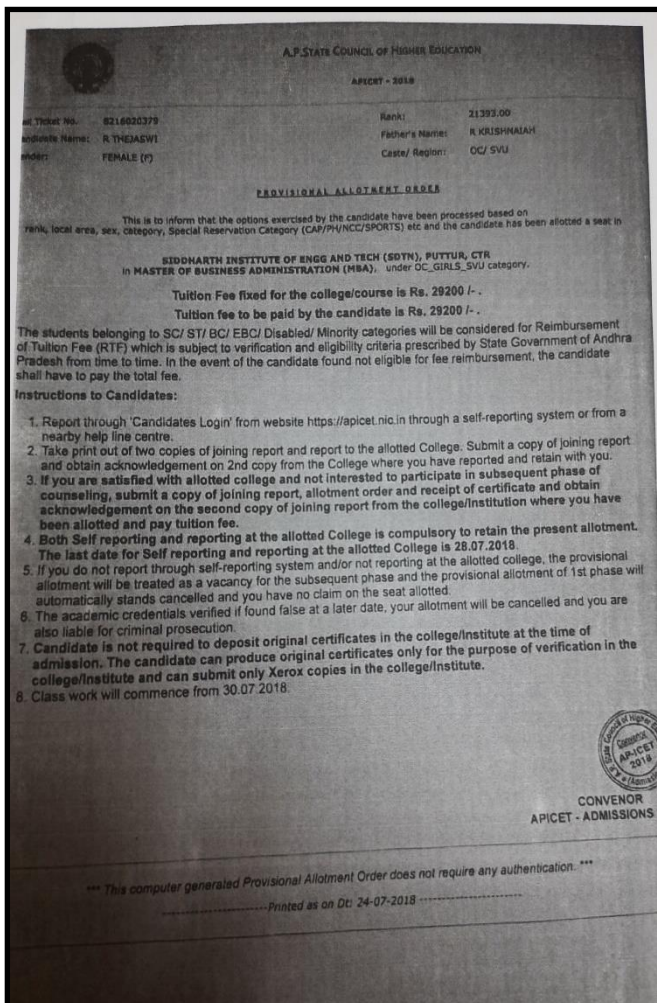 A.P.STATE COUNCIL OF HIGHER EDUCATION
APICET - 2018
Ticket No. 8216020379
Rank: 21393.00
Name: R THEJASWI
Father's Name: R KRISHNAIAH
FEMALE (F)
Caste/ Region: OC/ SVU
PROVISIONAL ALLOTMENT ORDER
This is to inform that the options exercised by the candidate have been processed based on
rank, local area, sex, category, Special Reservation Category (CAP/PH/NCC/SPORTS) etc and the candidate has been allotted a seat in
SIDDHARTH INSTITUTE OF ENGG AND TECH (SDTN), PUTTUR, CTR
in MASTER OF BUSINESS ADMINISTRATION (MBA), under OC_GIRLS_SVU category.
Tuition Fee fixed for the college/course is Rs. 29200 /- .
Tuition fee to be paid by the candidate is Rs. 29200 /- .
The students belonging to SC/ ST/ BC/ EBC/ Disabled/ Minority categories will be considered for Reimbursement
of Tuition Fee (RTF) which is subject to verification and eligibility criteria prescribed by State Government of Andhra
Pradesh from time to time. In the event of the candidate found not eligible for fee reimbursement, the candidate
shall have to pay the total fee.
Instructions to Candidates:
1. Report through 'Candidates Login' from website https://apicet.nic.in through a self-reporting system or from a
nearby help line centre.
2. Take print out of two copies of joining report and report to the allotted College. Submit a copy of joining report
and obtain acknowledgement on 2nd copy from the College where you have reported and retain with you.
3. If you are satisfied with allotted college and not interested to participate in subsequent phase of
counseling, submit a copy of joining report, allotment order and receipt of certificate and obtain
acknowledgement on the second copy of joining report from the college/Institution where you have
been allotted and pay tuition fee.
4. Both Self reporting and reporting at the allotted College is compulsory to retain the present allotment.
The last date for Self reporting and reporting at the allotted College is 28.07.2018.
5. If you do not report through self-reporting system and/or not reporting at the allotted college, the provisional
allotment will be treated as a vacancy for the subsequent phase and the provisional allotment of 1st phase will
automatically stands cancelled and you have no claim on the seat allotted.
6. The academic credentials verified if found false at a later date, your allotment will be cancelled and you are
also liable for criminal prosecution.
7. Candidate is not required to deposit original certificates in the college/Institute at the time of
admission. The candidate can produce original certificates only for the purpose of verification in the
college/Institute and can submit only Xerox copies in the college/Institute.
8. Class work will commence from 30.07.2018.
Convenor
AP-ICET
2018
CONVENOR
APICET - ADMISSIONS
*** This computer generated Provisional Allotment Order does not require any authentication. ***
--------------------Printed as on Dt: 24-07-2018 --------------------